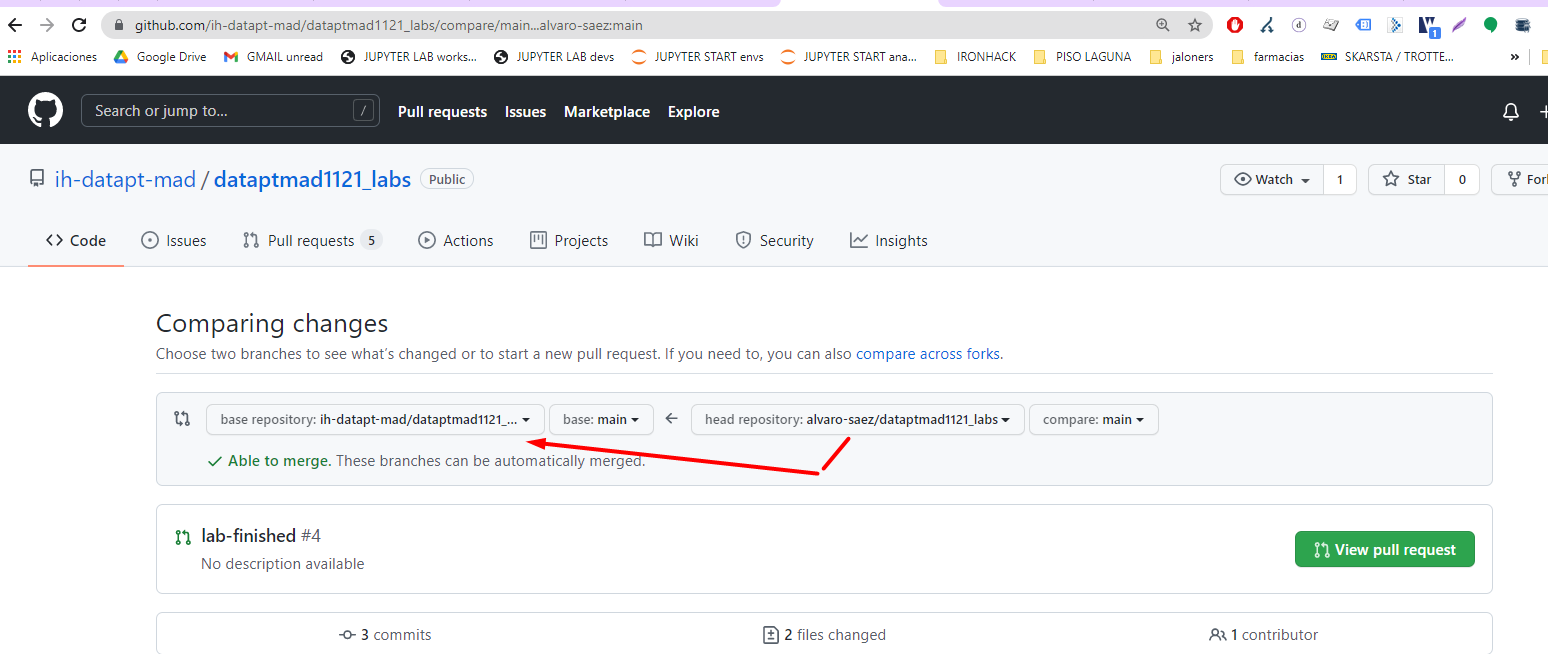 github.com/ih-datapt-mad/dataptmad1121_labs/compare/main...alvaro-saez:main
1
Aplicaciones Google Drive GMAIL unread JUPYTER LAB works... JUPYTER LAB devs JUPYTER START envs JUPYTER START ana... IRONHACK PISO LAGUNA jaloners farmacias IKEA SKARSTA / TROTTE... »
Search or jump to... / Pull requests Issues Marketplace Explore
ih-datapt-mad / dataptmad1121_labs Public Watch 1 Star 0 Forl
Code Issues Pull requests 5 Actions Projects Wiki Security Insights
Comparing changes
Choose two branches to see what's changed or to start a new pull request. If you need to, you can also compare across forks.
base repository: ih-datapt-mad/dataptmad1121_... base: main head repository: alvaro-saez/dataptmad1121_labs compare: main
Able to merge. These branches can be automatically merged.
lab-finished #4
No description available
View pull request
3 commits 2 files changed 1 contributor